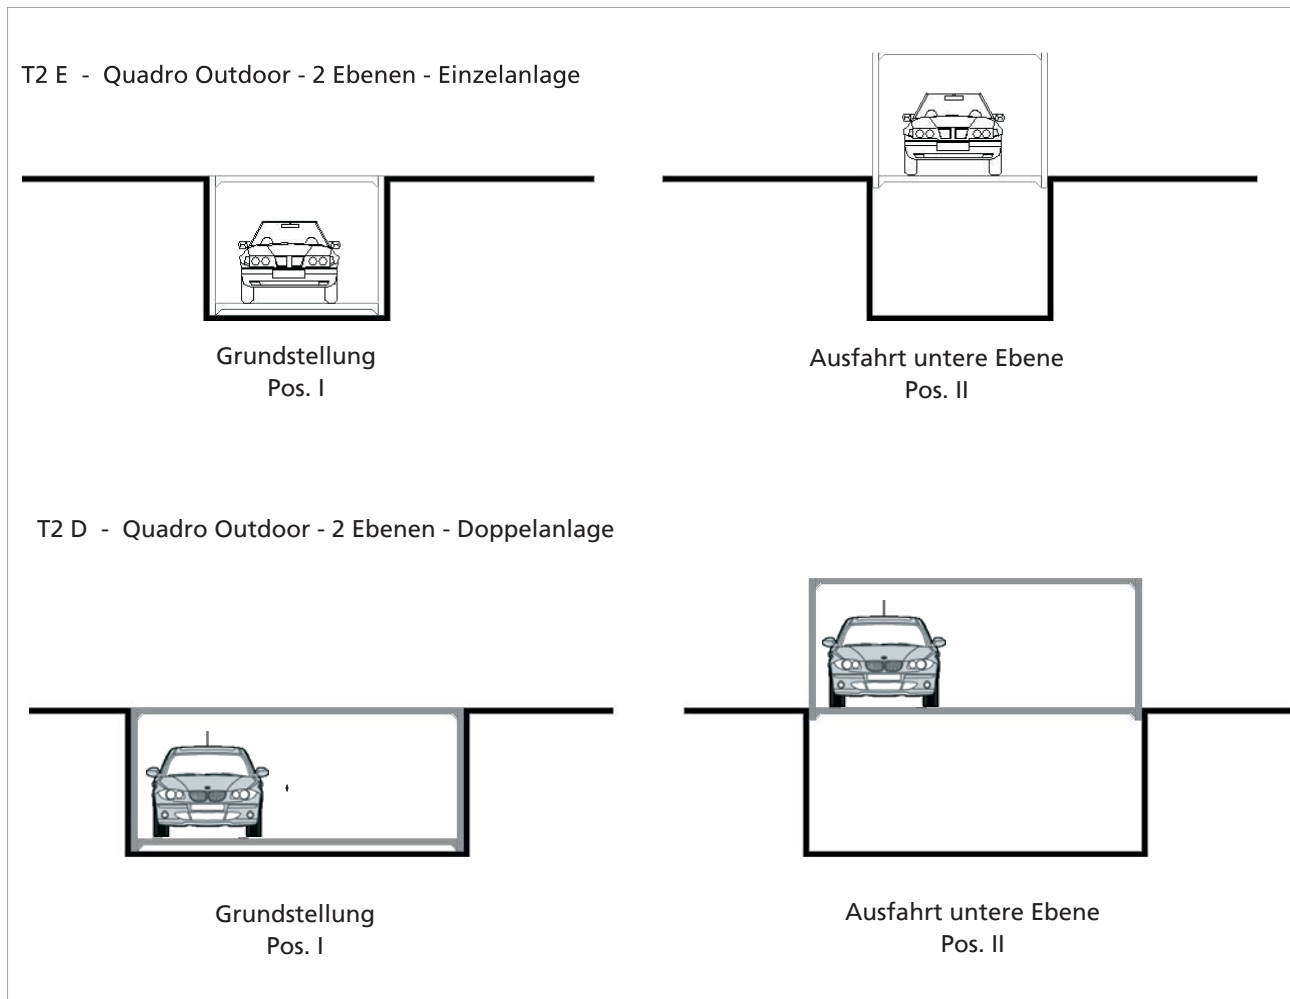 T2 E - Quadro Outdoor - 2 Ebenen - Einzelanlage
Grundstellung
Pos. I
Ausfahrt untere Ebene
Pos. II
T2 D - Quadro Outdoor - 2 Ebenen - Doppelanlage
Grundstellung
Pos. I
Ausfahrt untere Ebene
Pos. II